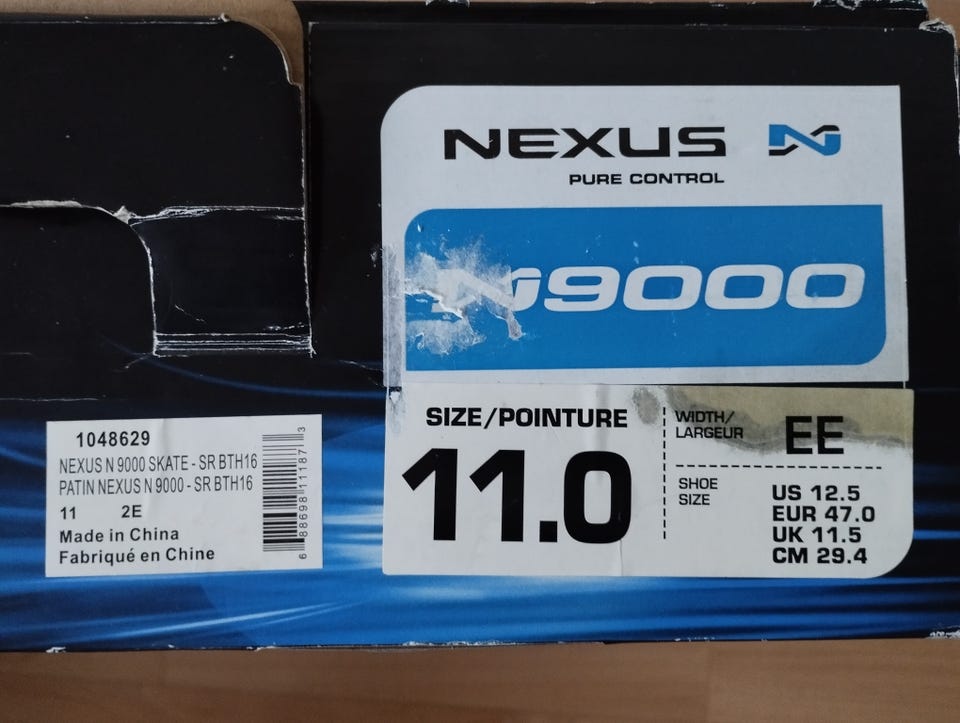 NEXUS
PURE CONTROL
N9000
SIZE/POINTURE
11.0
WIDTH/
LARGEUR
EE
SHOE
SIZE
US 12.5
EUR 47.0
UK 11.5
CM 29.4
1048629
NEXUS N 9000 SKATE - SR BTH16
PATIN NEXUS N 9000 - SR BTH16
11 2E
Made in China
Fabriqué en Chine
6 88698 11187 3